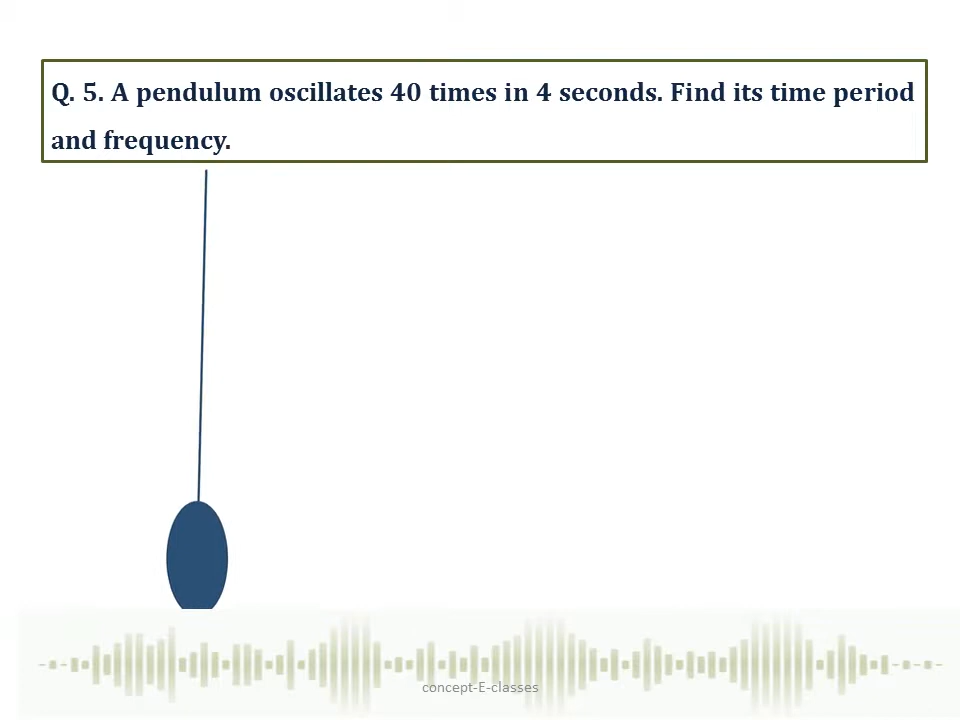 Q. 5. A pendulum oscillates 40 times in 4 seconds. Find its time period
and frequency.
concept-E-classes